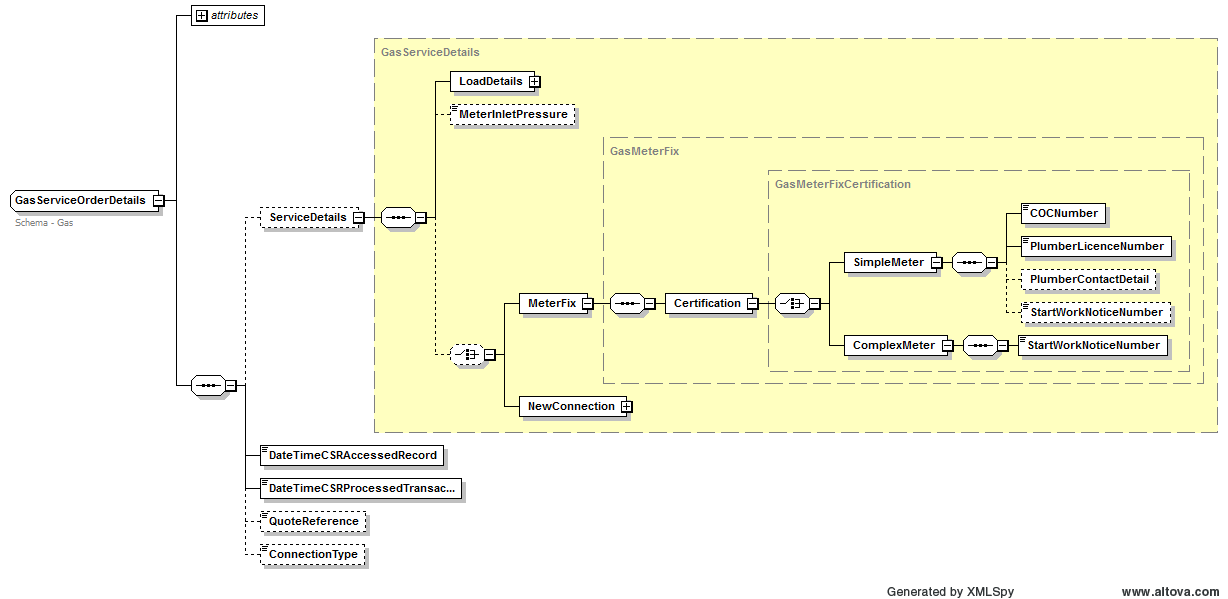 attributes
GasServiceDetails
LoadDetails
MeterInletPressure
GasMeterFix
GasMeterFixCertification
GasServiceOrderDetails
Schema - Gas
ServiceDetails
COCNumber
PlumberLicenceNumber
SimpleMeter
PlumberContactDetail
MeterFix
Certification
StartWorkNoticeNumber
ComplexMeter
StartWorkNoticeNumber
NewConnection
DateTimeCSRAccessedRecord
DateTimeCSRProcessedTransac...
QuoteReference
ConnectionType
Generated by XMLSpy
www.altova.com